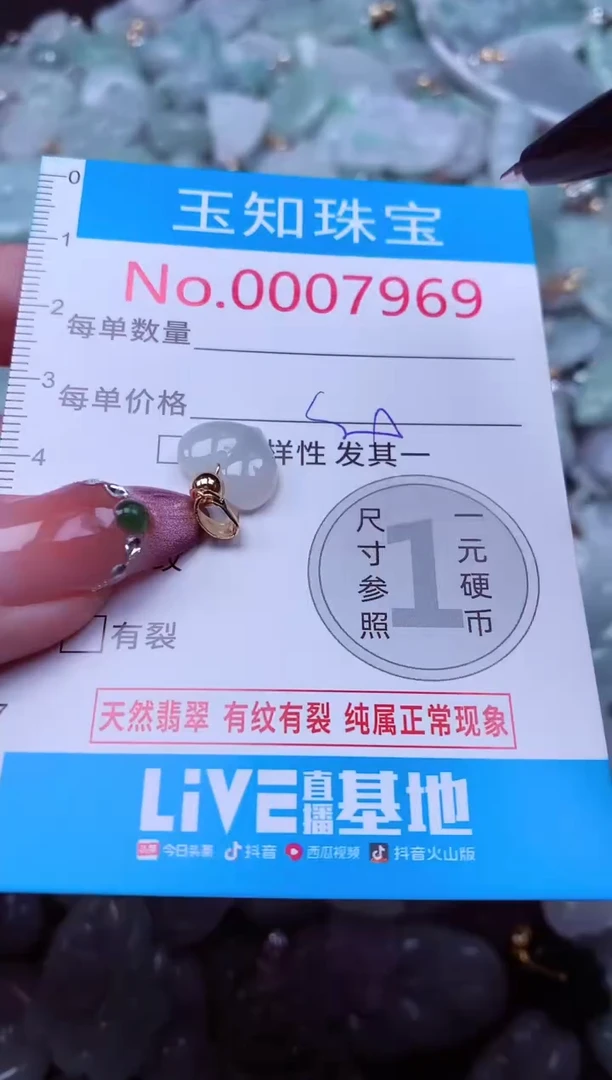 0
玉知珠宝
1
No.0007969
2
每单数量
3
每单价格
样性 发其一
4
尺寸参照
1
一元硬币
有裂
天然翡翠 有纹有裂 纯属正常现象
LiVE直播基地
今日头条 抖音 西瓜视频 抖音火山版